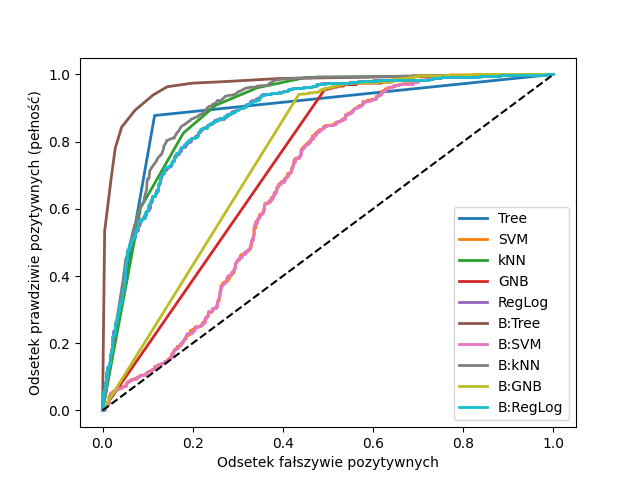 Odsetek prawdziwie pozytywnych (pełność)
1.0
0.8
0.6
0.4
0.2
0.0
Tree
SVM
kNN
GNB
RegLog
B:Tree
B:SVM
B:kNN
B:GNB
B:RegLog
0.0 0.2 0.4 0.6 0.8 1.0
Odsetek fałszywie pozytywnych